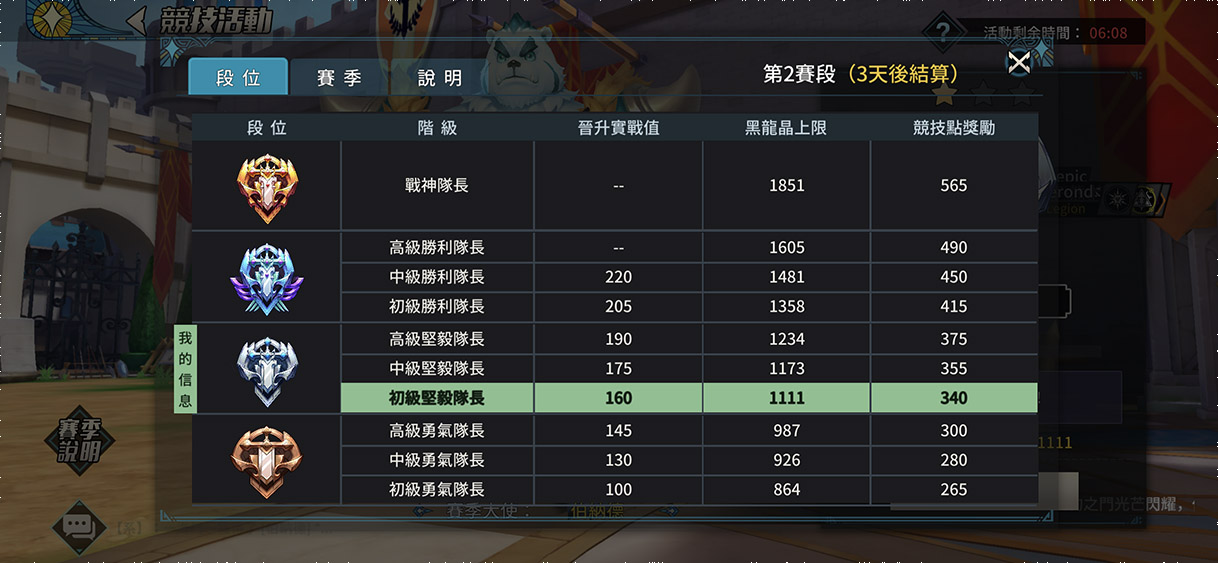 競技活動
?
活動剩余時間： 06:08
段位
賽季
說明
第2賽段（3天後結算）
段位 階級 晉升實戰值 黑龍晶上限 競技點獎勵
戰神隊長 -- 1851 565
高級勝利隊長 -- 1605 490
中級勝利隊長 220 1481 450
初級勝利隊長 205 1358 415
高級堅毅隊長 190 1234 375
中級堅毅隊長 175 1173 355
初級堅毅隊長 160 1111 340
高級勇氣隊長 145 987 300
中級勇氣隊長 130 926 280
初級勇氣隊長 100 864 265
我的信息
賽季
說明
1111
賽季大使：
之門光芒閃耀，